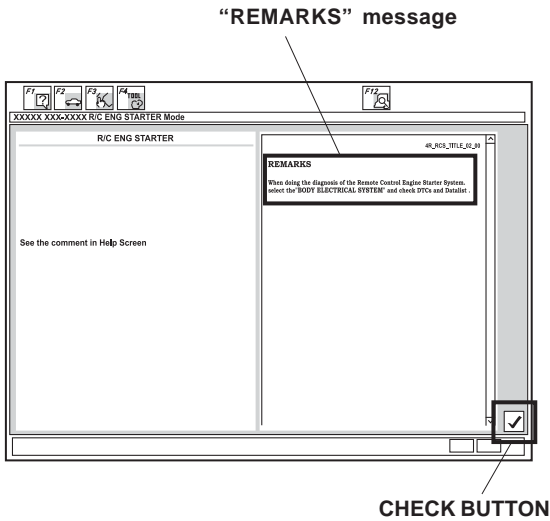 “REMARKS” message
F1 F2 F3 F4 TOOL F12
XXXXX XXX-XXXX R/C ENG STARTER Mode
R/C ENG STARTER
See the comment in Help Screen
4R_RCS_TITLE_02_00
REMARKS
When doing the diagnosis of the Remote Control Engine Starter System.
select the"BODY ELECTRICAL SYSTEM" and check DTCs and Datalist .
CHECK BUTTON